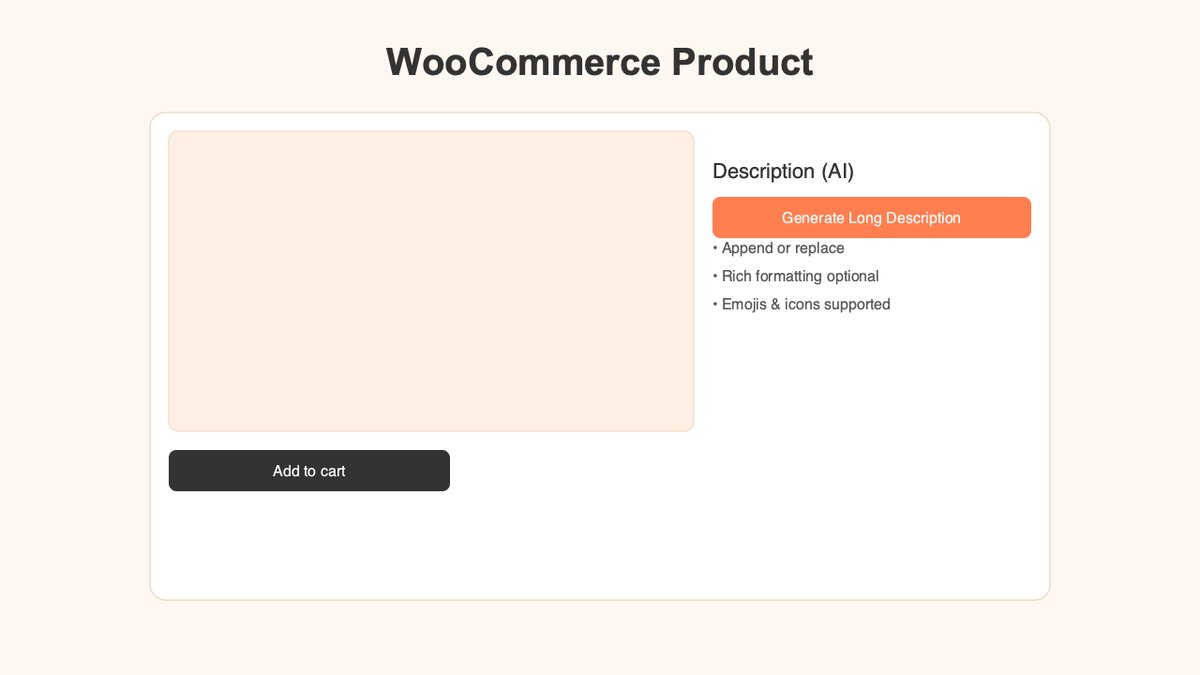 WooCommerce Product
Description (AI)
Generate Long Description
• Append or replace
• Rich formatting optional
• Emojis & icons supported
Add to cart